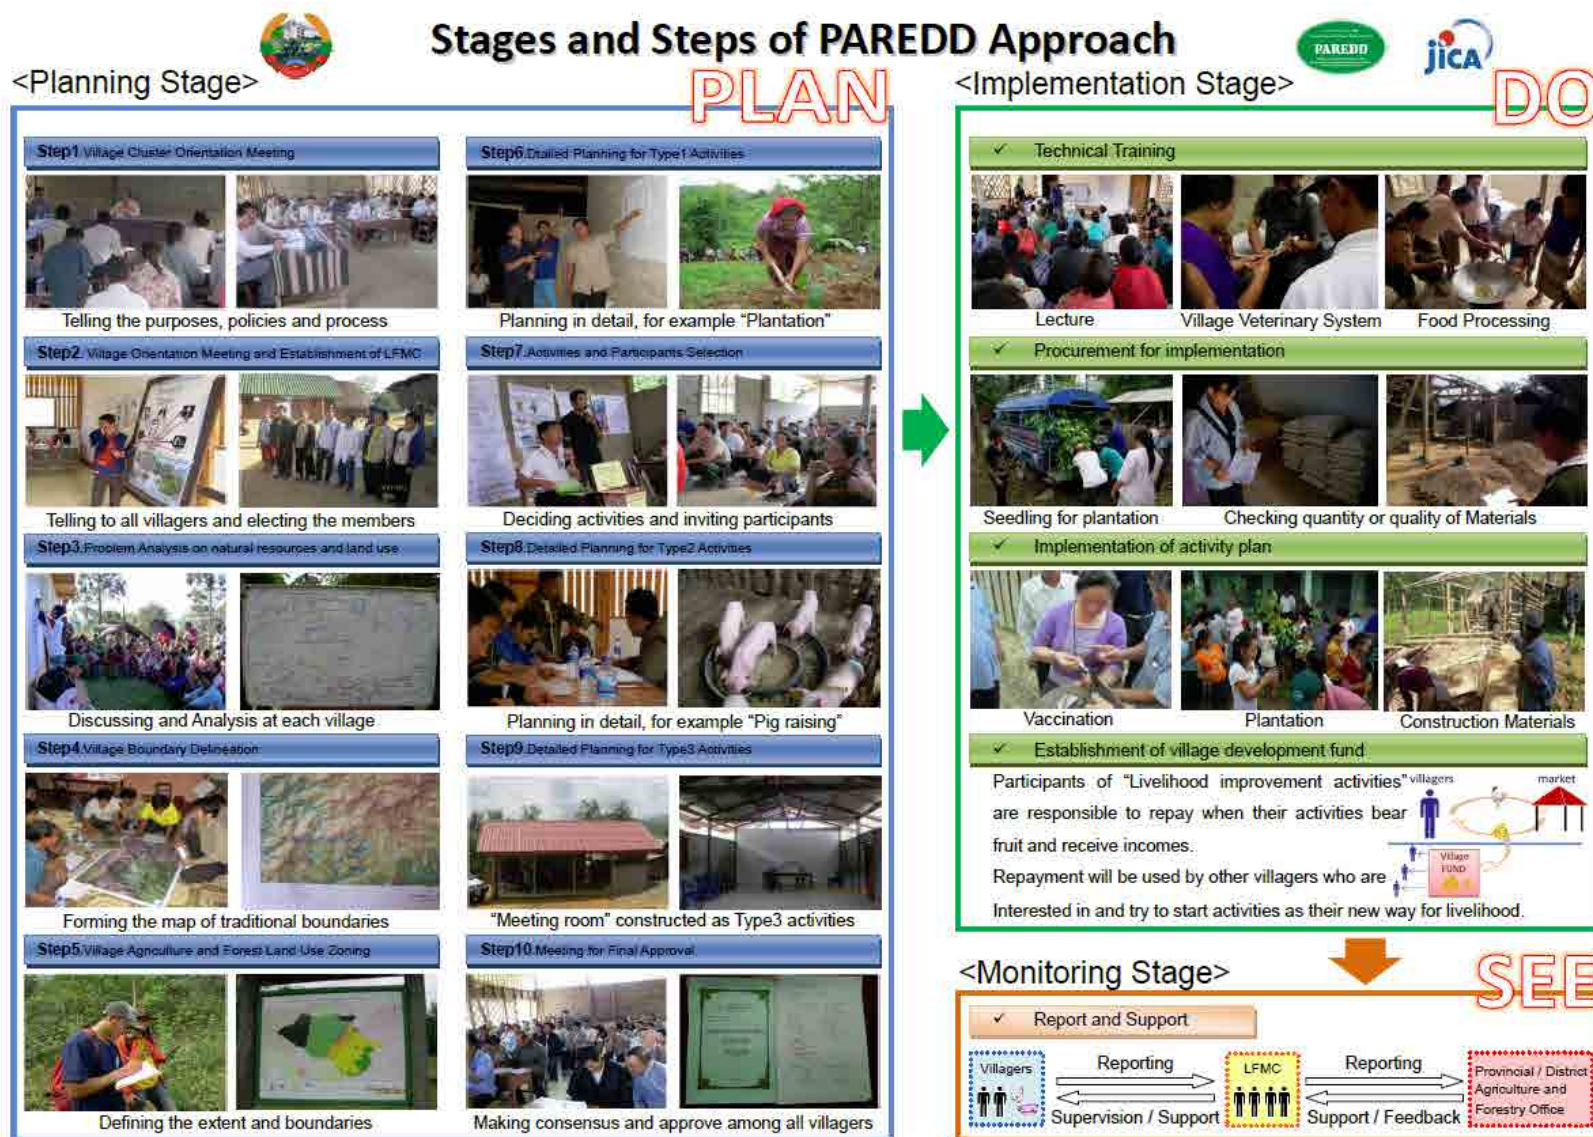 Stages and Steps of PAREDD Approach
PAREDD
jICA
<Planning Stage>
PLAN
Step1.Village Cluster Orientation Meeting
Telling the purposes, policies and process
Step2. Village Orientation Meeting and Establishment of LFMC
Telling to all villagers and electing the members
Step3.Problem Analysis on natural resources and land use
Discussing and Analysis at each village
Step4.Village Boundary Delineation
Forming the map of traditional boundaries
Step5.Village Agriculture and Forest Land Use Zoning
Defining the extent and boundaries
Step6.Dtailed Planning for Type1 Activities
Planning in detail, for example “Plantation”
Step7.Activities and Participants Selection
Deciding activities and inviting participants
Step8.Detailed Planning for Type2 Activities
Planning in detail, for example “Pig raising”
Step9.Detailed Planning for Type3 Activities
“Meeting room” constructed as Type3 activities
Step10.Meeting for Final Approval
Making consensus and approve among all villagers
<Implementation Stage>
DO
✓ Technical Training
Lecture
Village Veterinary System
Food Processing
✓ Procurement for implementation
Seedling for plantation
Checking quantity or quality of Materials
✓ Implementation of activity plan
Vaccination
Plantation
Construction Materials
✓ Establishment of village development fund
Participants of “Livelihood improvement activities”
are responsible to repay when their activities bear
fruit and receive incomes.
Repayment will be used by other villagers who are
Interested in and try to start activities as their new way for livelihood.
villagers
market
Village
FUND
<Monitoring Stage>
SEE
✓ Report and Support
Villagers
Reporting
Supervision / Support
LFMC
Reporting
Support / Feedback
Provincial / District
Agriculture and
Forestry Office